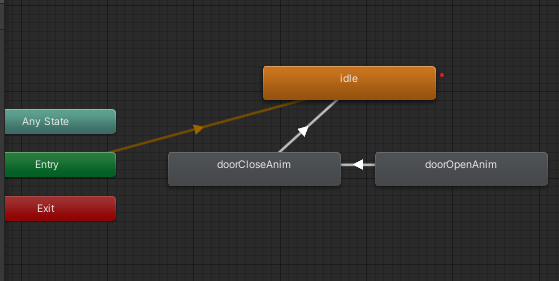 idle
Any State
Entry
doorCloseAnim
doorOpenAnim
Exit